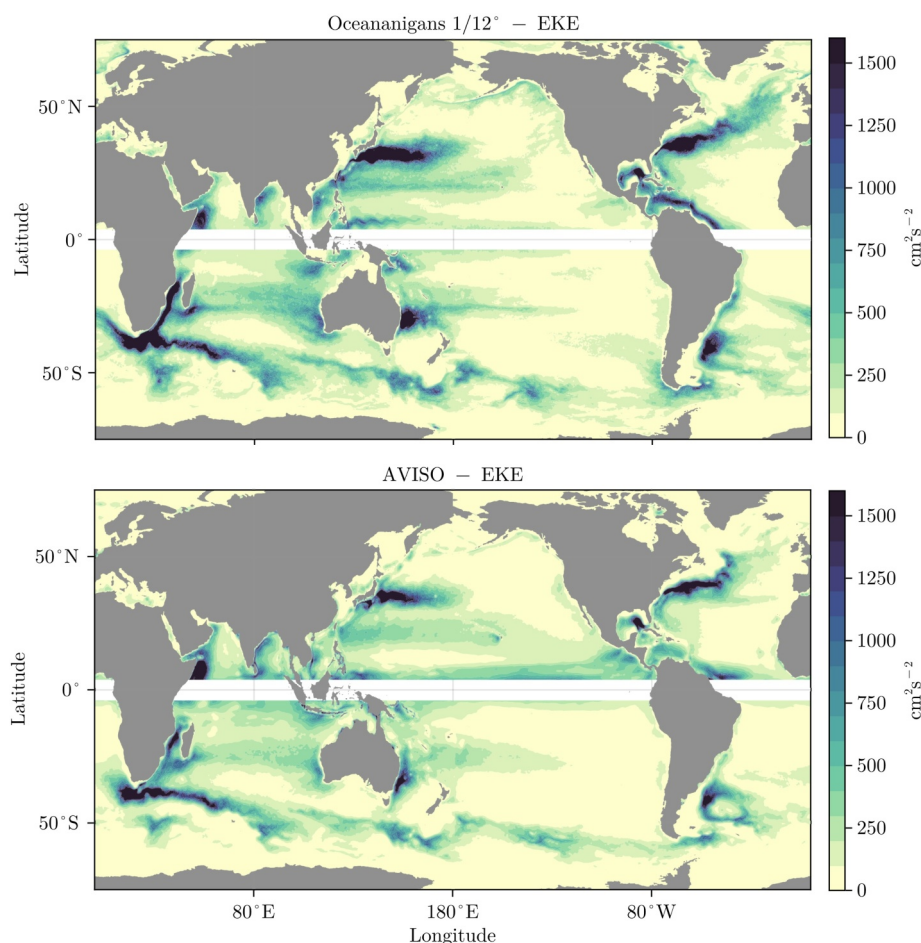 Oceananigans 1/12° − EKE
50°N
0°
50°S
Latitude
1500
1250
1000
750
500
250
0
cm²s⁻²
AVISO − EKE
50°N
0°
50°S
Latitude
1500
1250
1000
750
500
250
0
cm²s⁻²
80°E
180°E
80°W
Longitude